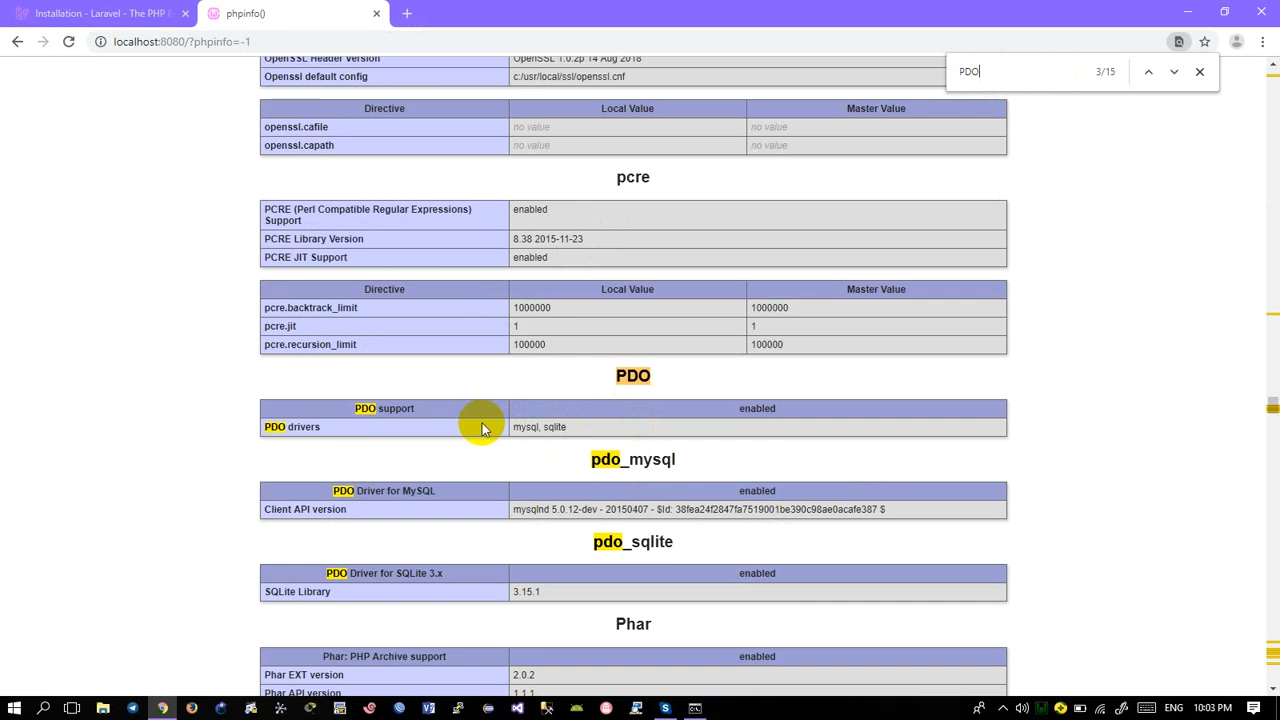 Installation - Laravel - The PHP F
phpinfo()
localhost:8080/?phpinfo=-1
PDO 3/15
OpenSSL Header Version OpenSSL 1.0.2p 14 Aug 2018
Openssl default config c:/usr/local/ssl/openssl.cnf
Directive Local Value Master Value
openssl.cafile no value no value
openssl.capath no value no value
pcre
PCRE (Perl Compatible Regular Expressions) enabled
Support
PCRE Library Version 8.38 2015-11-23
PCRE JIT Support enabled
Directive Local Value Master Value
pcre.backtrack_limit 1000000 1000000
pcre.jit 1 1
pcre.recursion_limit 100000 100000
PDO
PDO support enabled
PDO drivers mysql, sqlite
pdo_mysql
PDO Driver for MySQL enabled
Client API version mysqlnd 5.0.12-dev - 20150407 - $Id: 38fea24f2847fa7519001be390c98ae0acafe387 $
pdo_sqlite
PDO Driver for SQLite 3.x enabled
SQLite Library 3.15.1
Phar
Phar: PHP Archive support enabled
Phar EXT version 2.0.2
Phar API version 1.1.1
10:03 PM